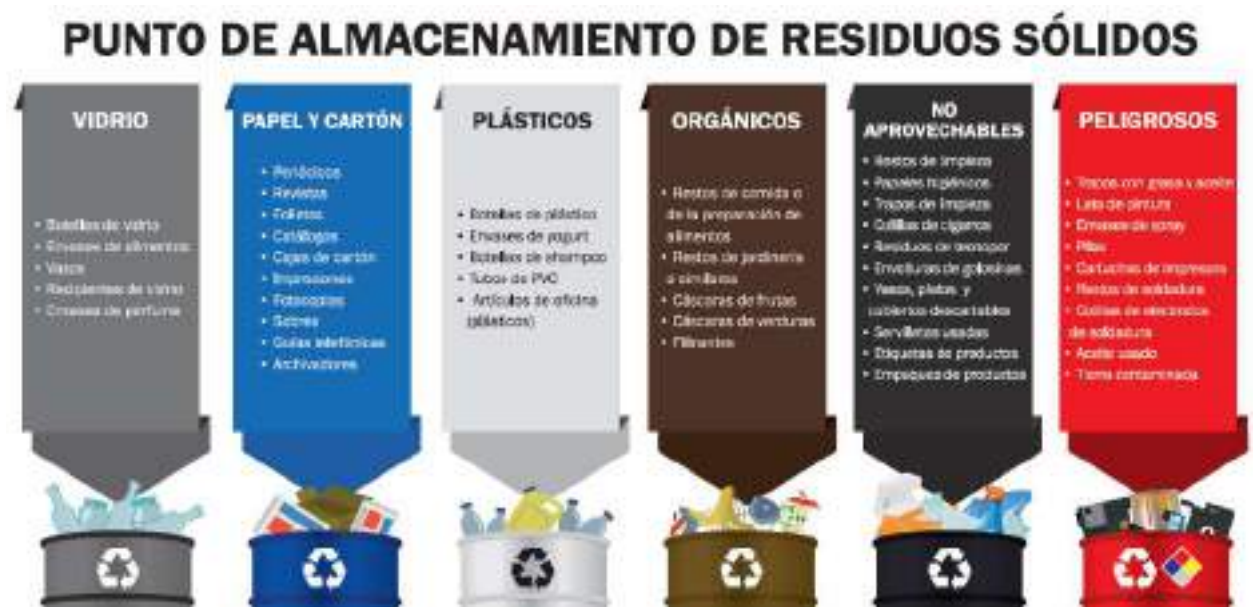 PUNTO DE ALMACENAMIENTO DE RESIDUOS SÓLIDOS
VIDRIO
• Botellas de vidrio
• Envases de alimentos
• Vasos
• Recipientes de vidrio
• Envases de perfume
PAPEL Y CARTÓN
• Periódicos
• Revistas
• Folletos
• Catálogos
• Cajas de cartón
• Impresiones
• Fotocopias
• Sobres
• Guías telefónicas
• Archivadores
PLÁSTICOS
• Botellas de plástico
• Envases de yogurt
• Botellas de shampoo
• Tubos de PVC
• Artículos de oficina
(plásticos)
ORGÁNICOS
• Restos de comida o
de la preparación de
alimentos
• Restos de jardinería
o similares
• Cáscaras de frutas
• Cáscaras de verduras
• Filtrantes
NO
APROVECHABLES
• Restos de limpieza
• Papeles higiénicos
• Trapos de limpieza
• Colillas de cigarros
• Residuos de tecnopor
• Envolturas de golosinas
• Vasos, platos, y
cubiertos descartables
• Servilletas usadas
• Etiquetas de productos
• Empaques de productos
PELIGROSOS
• Trapos con grasa y aceite
• Lata de pintura
• Envases de spray
• Pilas
• Cartuchos de impresora
• Restos de soldadura
• Colillas de electrodos
de soldadura
• Aceite usado
• Tierra contaminada